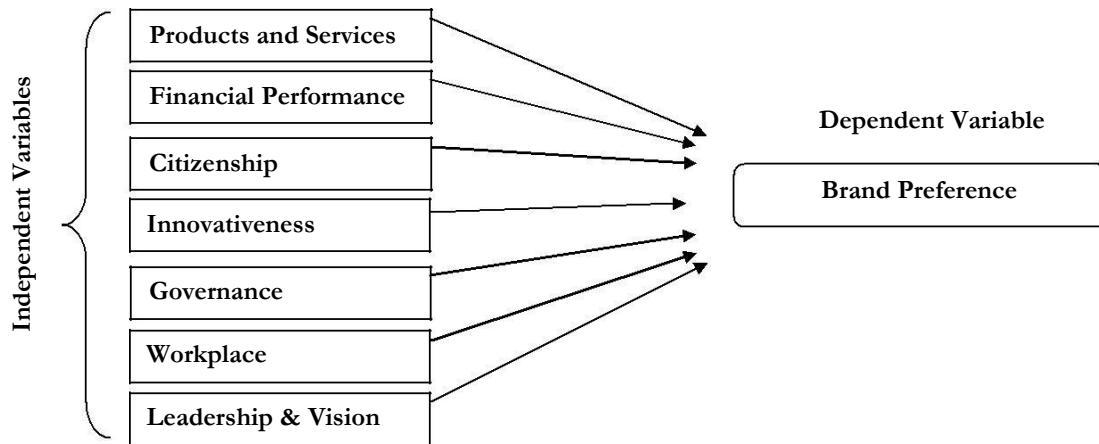 Independent Variables
Products and Services
Financial Performance
Citizenship
Innovativeness
Governance
Workplace
Leadership & Vision
Dependent Variable
Brand Preference